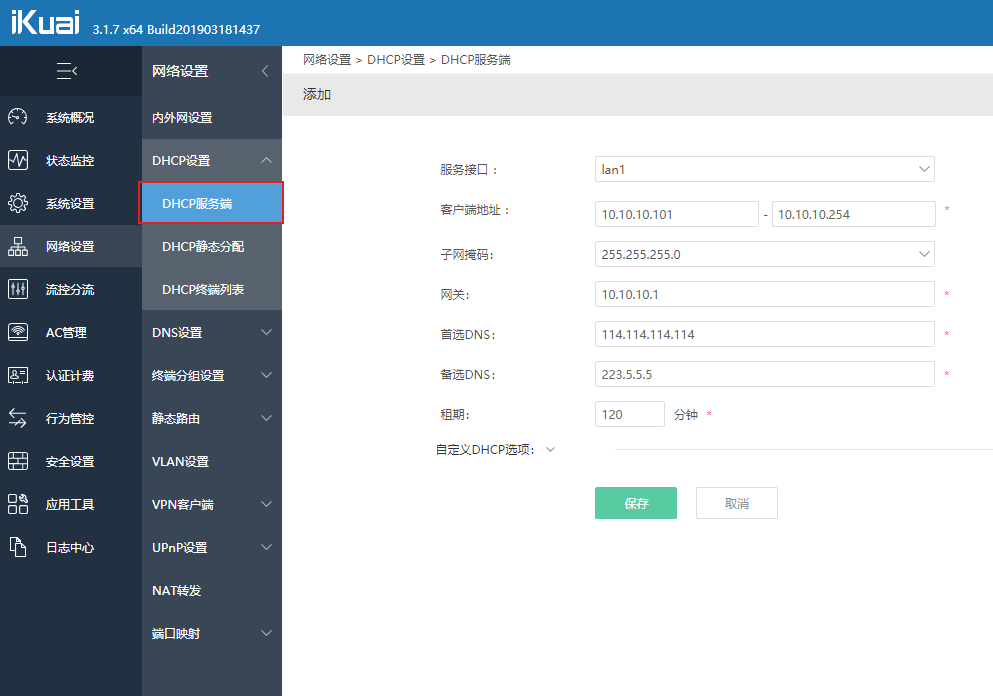 iKuai 3.1.7 x64 Build201903181437
系统概况
状态监控
系统设置
网络设置
流控分流
AC管理
认证计费
行为管控
安全设置
应用工具
日志中心
网络设置
内外网设置
DHCP设置
DHCP服务端
DHCP静态分配
DHCP终端列表
DNS设置
终端分组设置
静态路由
VLAN设置
VPN客户端
UPnP设置
NAT转发
端口映射
网络设置 > DHCP设置 > DHCP服务端
添加
服务接口： lan1
客户端地址： 10.10.10.101 - 10.10.10.254 *
子网掩码: 255.255.255.0
网关: 10.10.10.1 *
首选DNS: 114.114.114.114 *
备选DNS: 223.5.5.5 *
租期: 120 分钟 *
自定义DHCP选项:
保存 取消